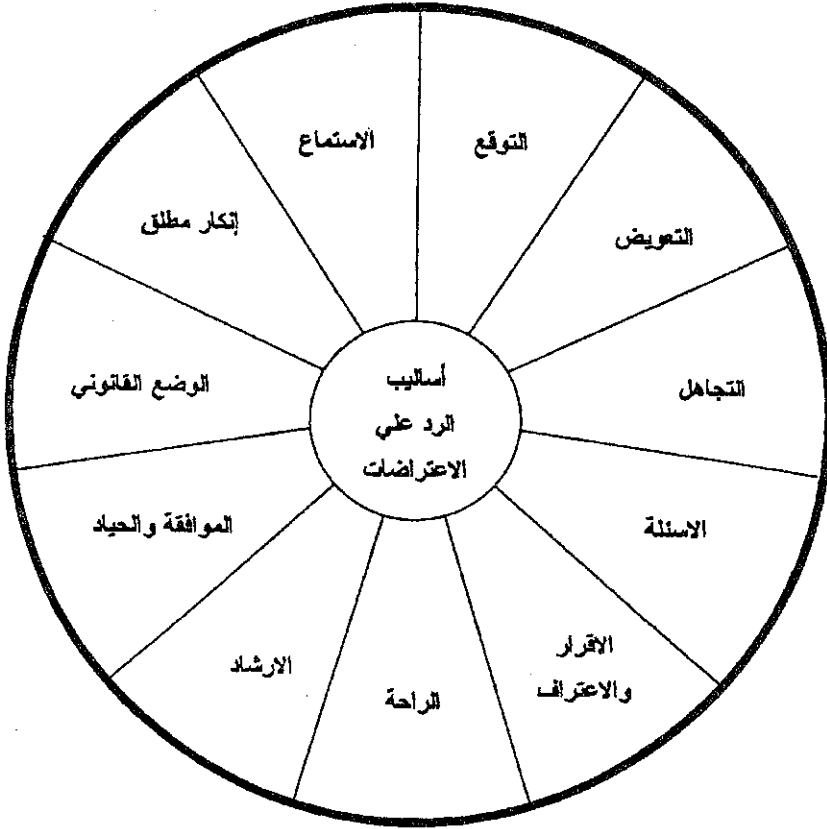 أساليب
الرد علي
الاعتراضات
التوقع
التعويض
التجاهل
الاسئلة
الاقرار
والاعتراف
الراحة
الارشاد
الموافقة والحياد
الوضع القانوني
إنكار مطلق
الاستماع